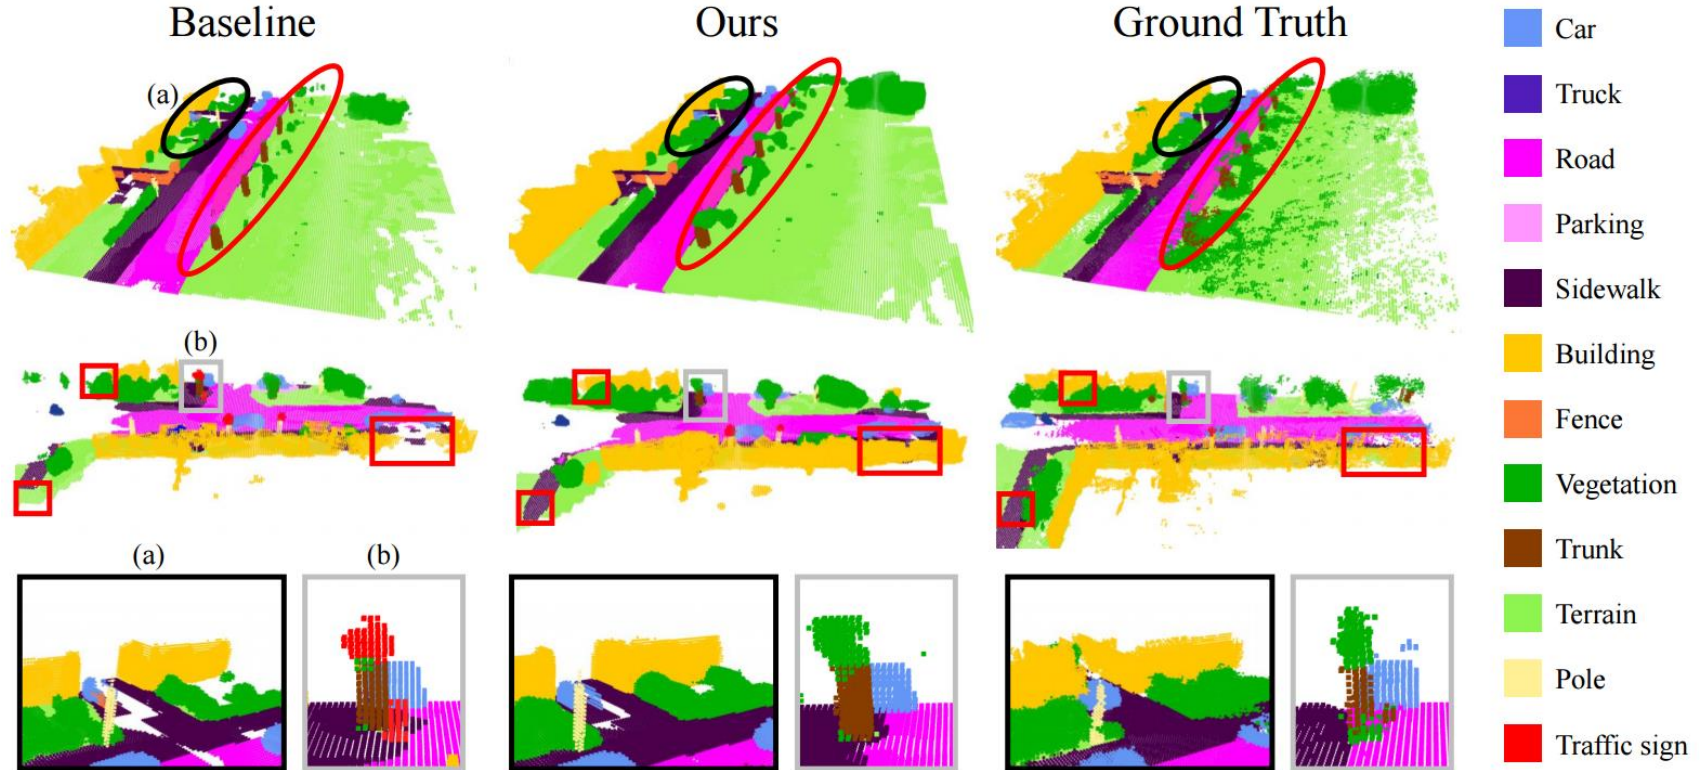 Baseline
Ours
Ground Truth
(a)
(b)
(a)
(b)
Car
Truck
Road
Parking
Sidewalk
Building
Fence
Vegetation
Trunk
Terrain
Pole
Traffic sign